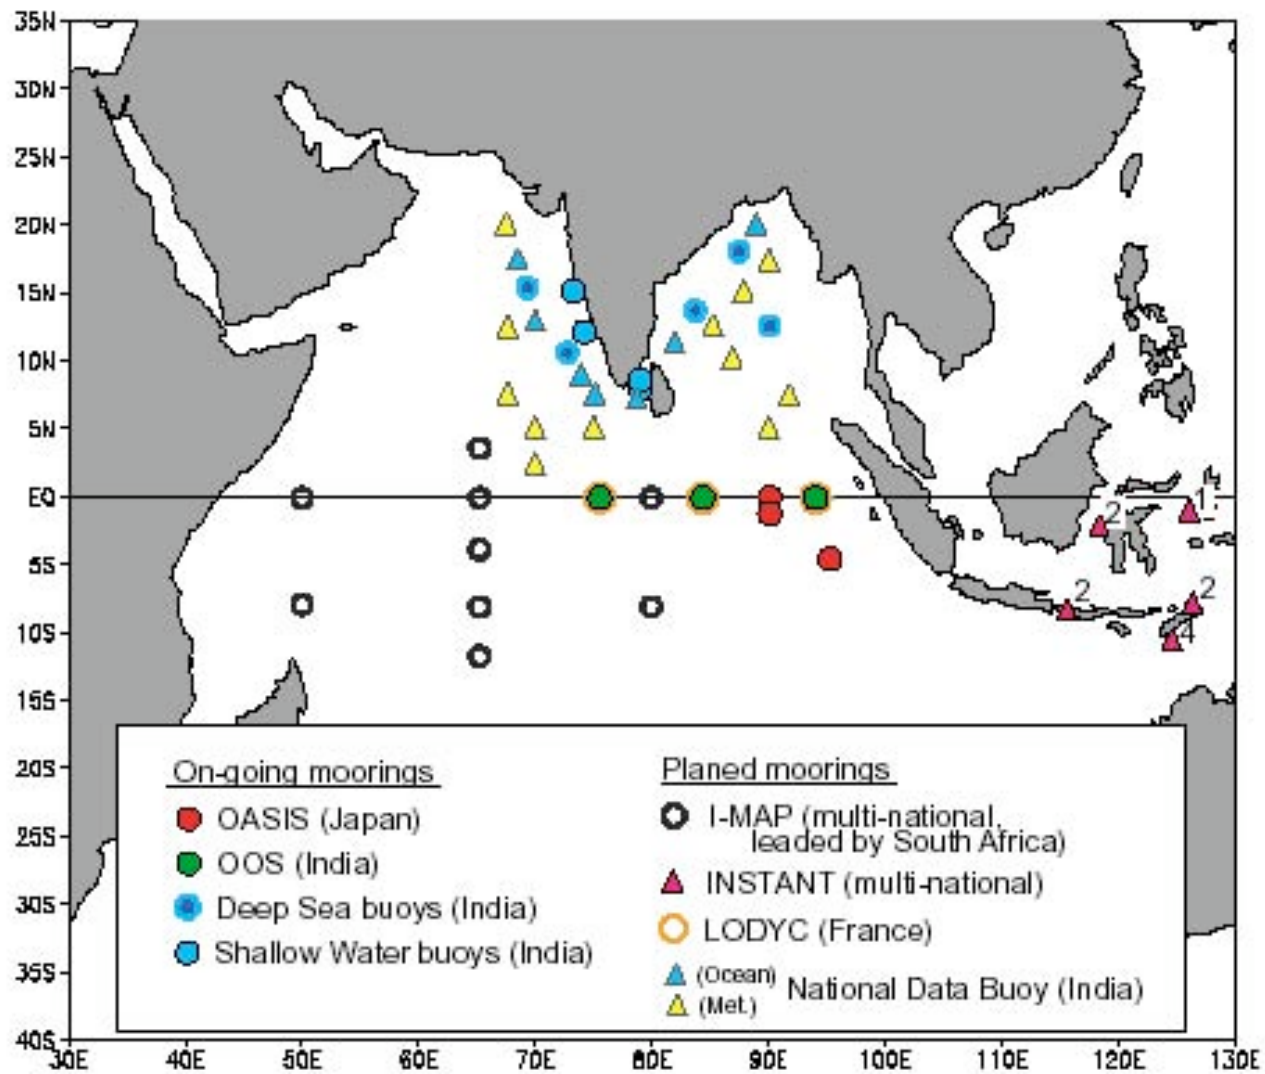 35N
30N
25N
20N
15N
10N
5N
EQ
5S
10S
15S
20S
25S
30S
35S
40S
30E 40E 50E 60E 70E 80E 90E 100E 110E 120E 130E
2
1
2
2
4
On-going moorings
OASIS (Japan)
OOS (India)
Deep Sea buoys (India)
Shallow Water buoys (India)
Planed moorings
I-MAP (multi-national,
leaded by South Africa)
INSTANT (multi-national)
LODYC (France)
(Ocean)
National Data Buoy (India)
(Met.)